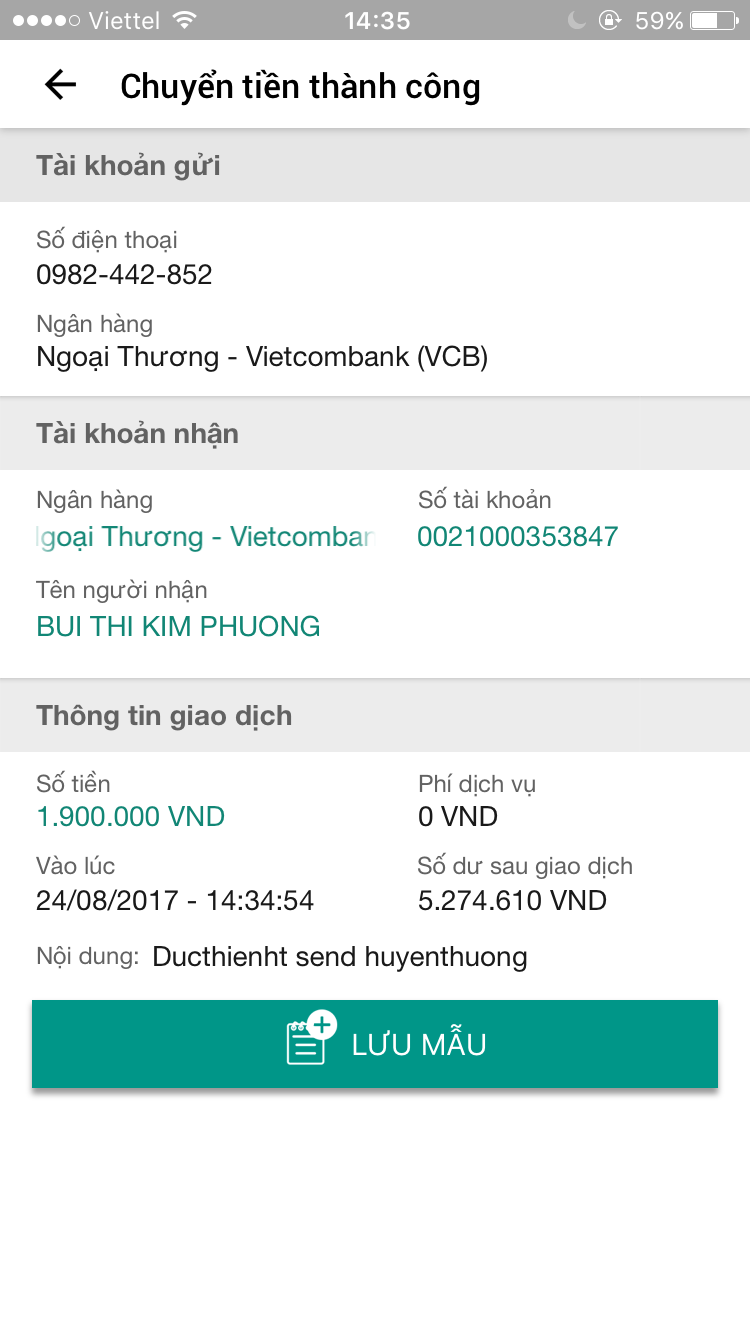 Viettel 14:35 59%
Chuyển tiền thành công
Tài khoản gửi
Số điện thoại
0982-442-852
Ngân hàng
Ngoại Thương - Vietcombank (VCB)
Tài khoản nhận
Ngân hàng Số tài khoản
lgoại Thương - Vietcombar 0021000353847
Tên người nhận
BUI THI KIM PHUONG
Thông tin giao dịch
Số tiền Phí dịch vụ
1.900.000 VND 0 VND
Vào lúc Số dư sau giao dịch
24/08/2017 - 14:34:54 5.274.610 VND
Nội dung: Ducthienht send huyenthuong
LƯU MẪU